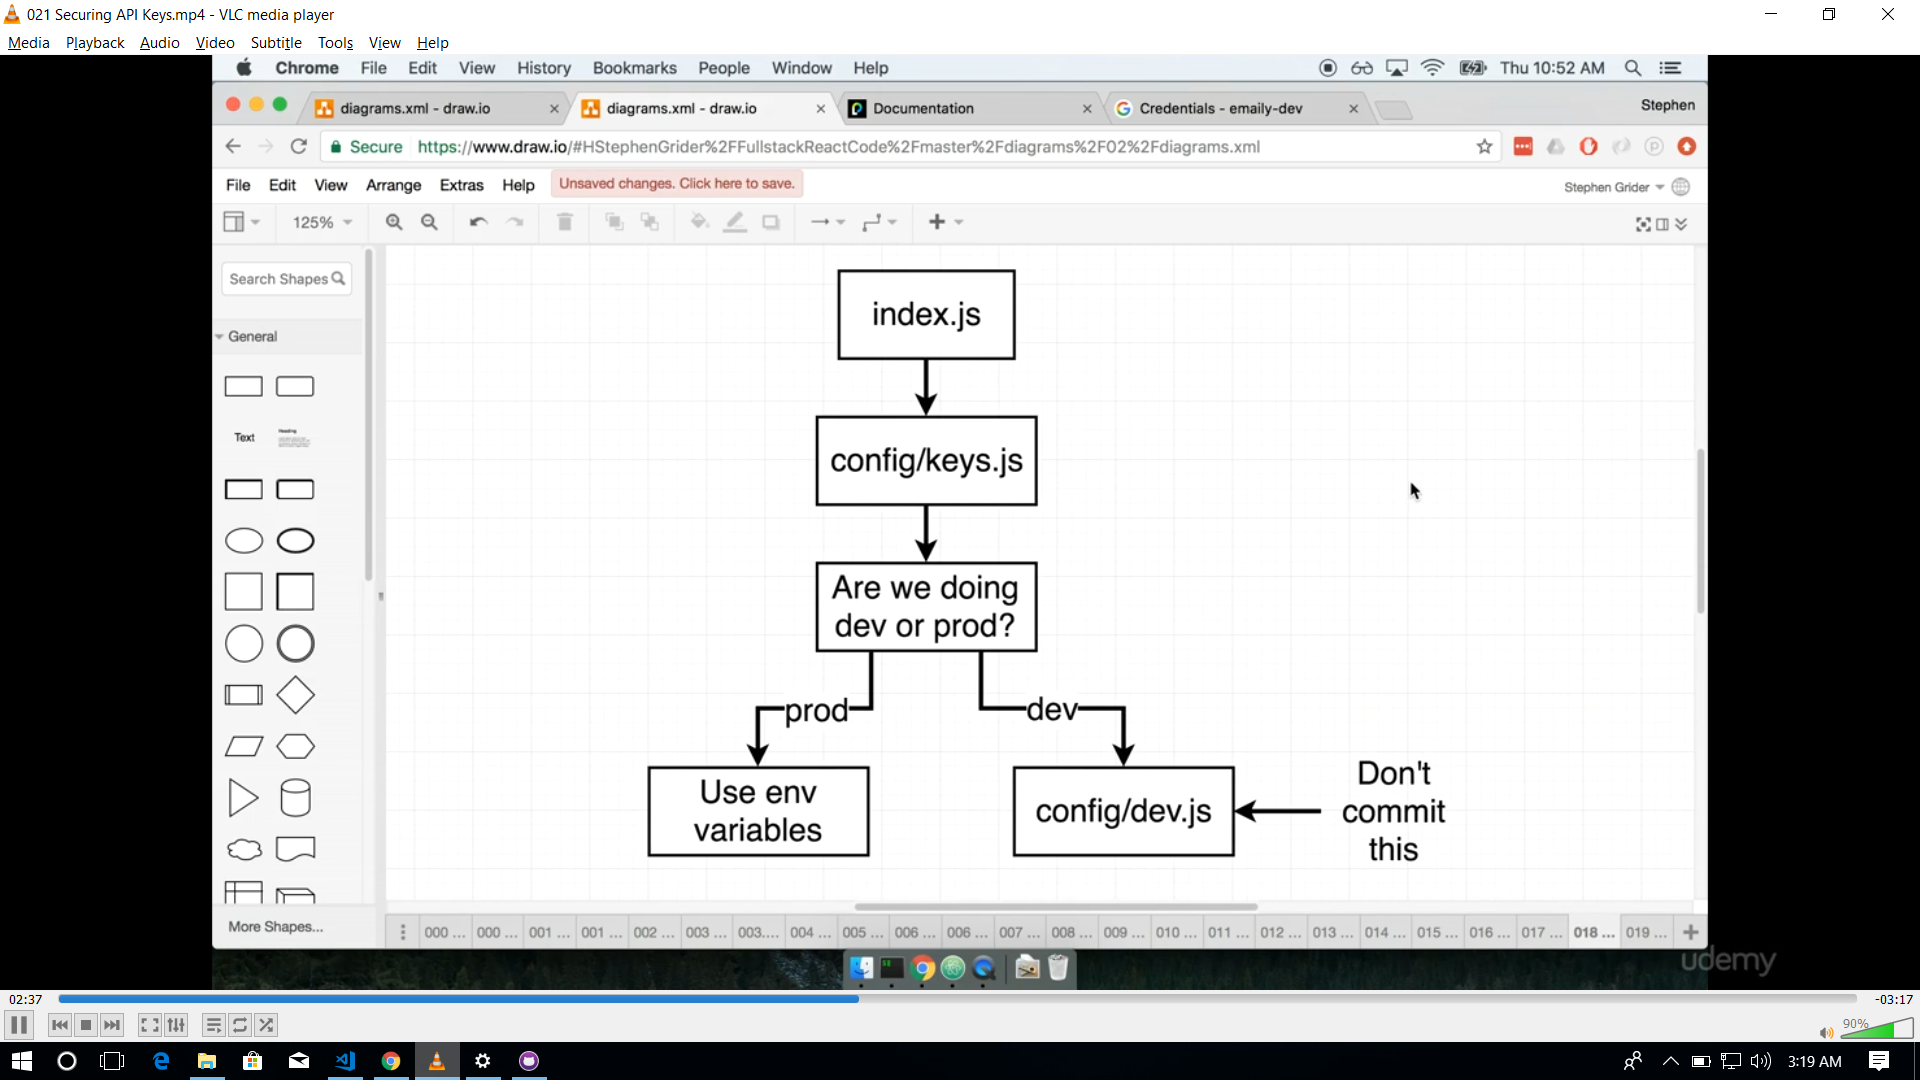 021 Securing API Keys.mp4 - VLC media player
Media Playback Audio Video Subtitle Tools View Help
Chrome File Edit View History Bookmarks People Window Help Thu 10:52 AM
diagrams.xml - draw.io diagrams.xml - draw.io Documentation Credentials - emaily-dev Stephen
Secure https://www.draw.io/#HStephenGrider%2FFullstackReactCode%2Fmaster%2Fdiagrams%2F02%2Fdiagrams.xml
File Edit View Arrange Extras Help Unsaved changes. Click here to save. Stephen Grider
125%
Search Shapes
General
Text
Heading
More Shapes...
index.js
config/keys.js
Are we doing
dev or prod?
prod
dev
Use env
variables
config/dev.js
Don't
commit
this
000 ... 000 ... 001 ... 001 ... 002 ... 003 ... 003.... 004 ... 005 ... 006 ... 006 ... 007 ... 008 ... 009 ... 010 ... 011 ... 012 ... 013 ... 014 ... 015 ... 016 ... 017 ... 018 ... 019 ...
udemy
02:37 -03:17
90%
3:19 AM